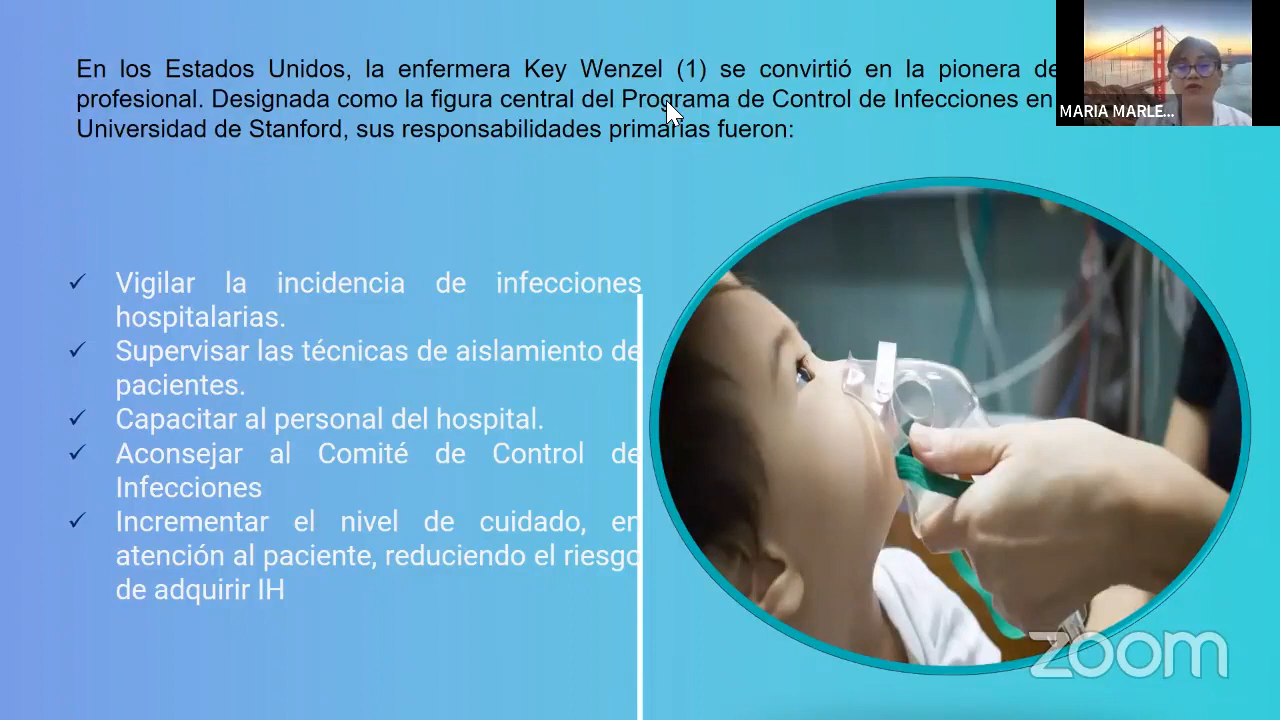 En los Estados Unidos, la enfermera Key Wenzel (1) se convirtió en la pionera de
profesional. Designada como la figura central del Programa de Control de Infecciones en
Universidad de Stanford, sus responsabilidades primarias fueron:
MARIA MARLE...
✓ Vigilar la incidencia de infecciones
hospitalarias.
✓ Supervisar las técnicas de aislamiento de
pacientes.
✓ Capacitar al personal del hospital.
✓ Aconsejar al Comité de Control de
Infecciones
✓ Incrementar el nivel de cuidado, en
atención al paciente, reduciendo el riesgo
de adquirir IH
zoom